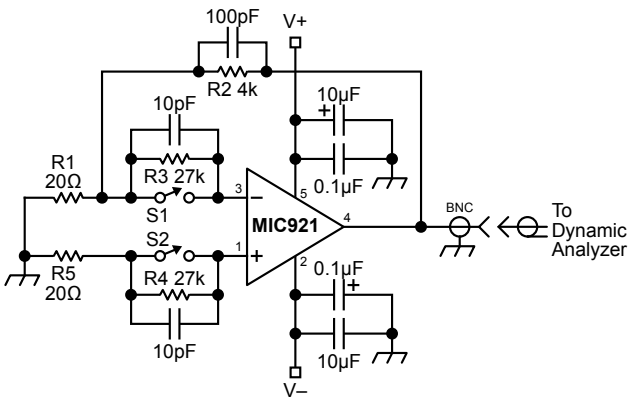 100pF
V+
R2 4k
10pF
10µF
+
R1
20Ω
R3 27k
0.1µF
S1
3
−
5
MIC921
4
BNC
To
Dynamic
Analyzer
S2
1
+
2
0.1µF
+
R5
20Ω
R4 27k
10pF
10µF
V–